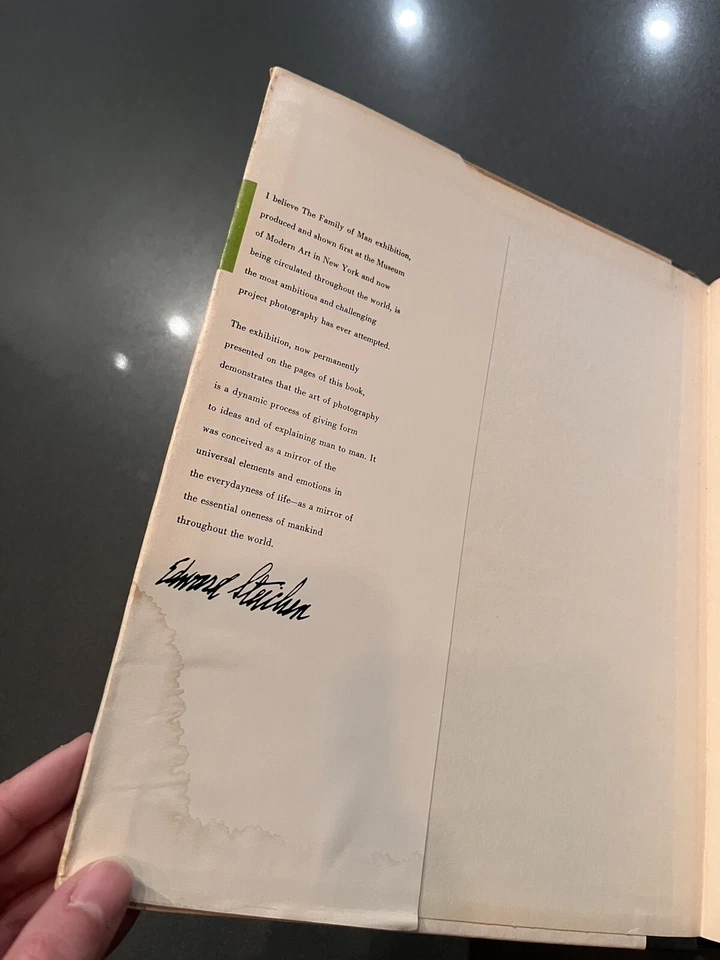 I believe The Family of Man exhibition,
produced and shown first at the Museum
of Modern Art in New York and now
being circulated throughout the world, is
the most ambitious and challenging
project photography has ever attempted.
The exhibition, now permanently
presented on the pages of this book,
demonstrates that the art of photography
is a dynamic process of giving form
to ideas and of explaining man to man. It
was conceived as a mirror of the
universal elements and emotions in
the everydayness of life—as a mirror of
the essential oneness of mankind
throughout the world.
Edward Steichen